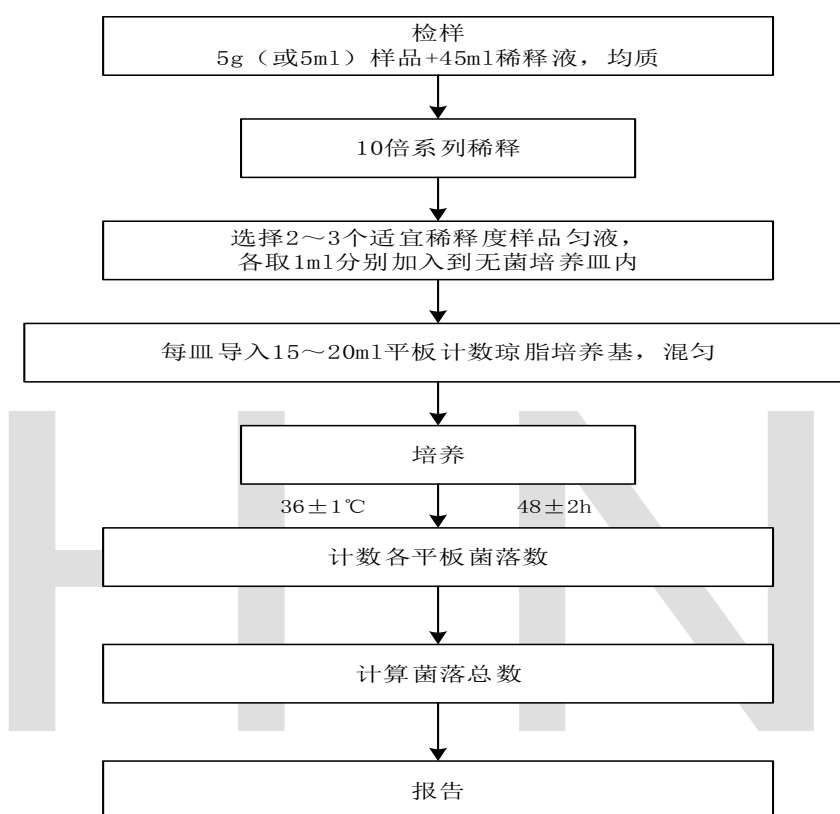 检样
5g（或5ml）样品+45ml稀释液，均质
10倍系列稀释
选择2～3个适宜稀释度样品匀液，
各取1ml分别加入到无菌培养皿内
每皿导入15～20ml平板计数琼脂培养基，混匀
培养
36±1℃ 48±2h
计数各平板菌落数
计算菌落总数
报告
H I N